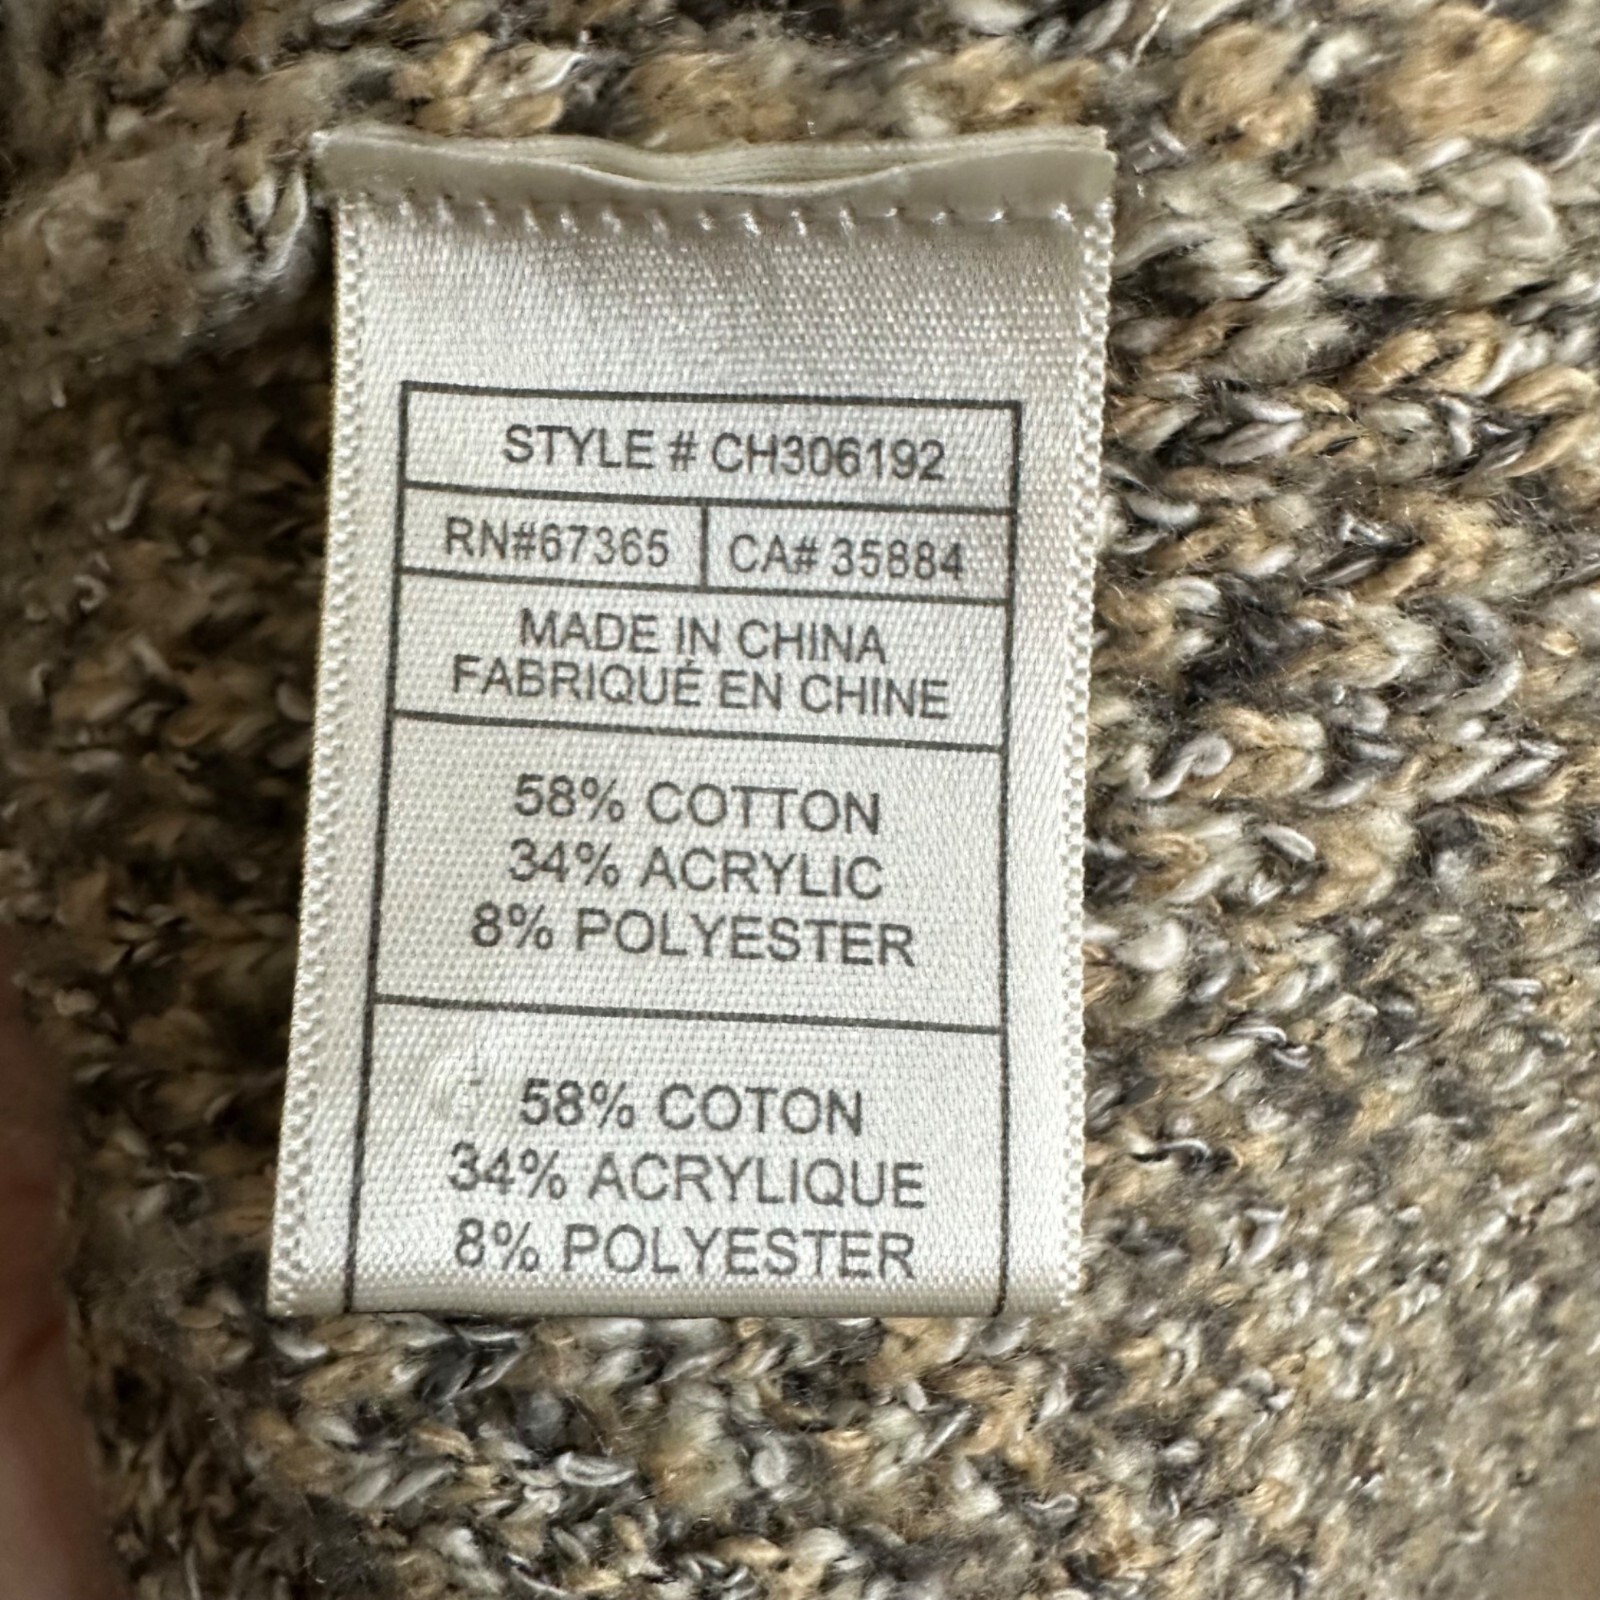 STYLE # CH306192
RN#67365 CA# 35884
MADE IN CHINA
FABRIQUÉ EN CHINE
58% COTTON
34% ACRYLIC
8% POLYESTER
58% COTON
34% ACRYLIQUE
8% POLYESTER